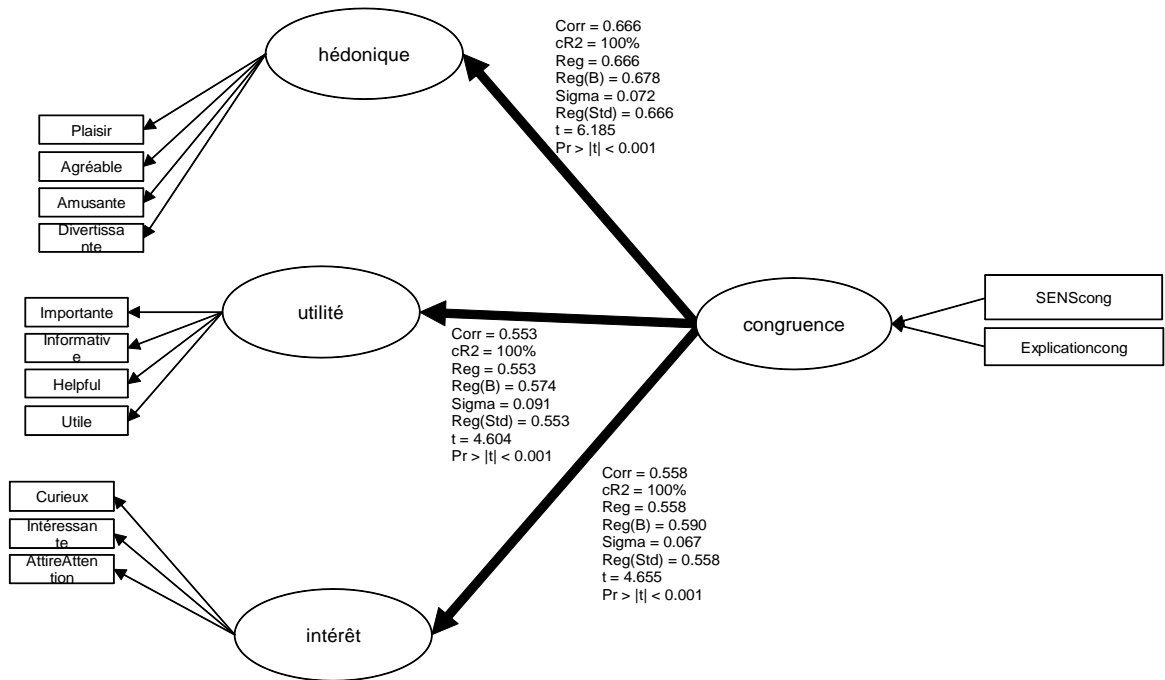 Corr = 0.666
cR2 = 100%
Reg = 0.666
Reg(B) = 0.678
Sigma = 0.072
Reg(Std) = 0.666
t = 6.185
Pr > |t| < 0.001
hédonique
Plaisir
Agréable
Amusante
Divertissa
nte
utilité
Importante
Informativ
e
Helpful
Utile
congruence
SENScong
Explicationcong
Corr = 0.553
cR2 = 100%
Reg = 0.553
Reg(B) = 0.574
Sigma = 0.091
Reg(Std) = 0.553
t = 4.604
Pr > |t| < 0.001
Corr = 0.558
cR2 = 100%
Reg = 0.558
Reg(B) = 0.590
Sigma = 0.067
Reg(Std) = 0.558
t = 4.655
Pr > |t| < 0.001
Curieux
Intéressan
te
AttireAtten
tion
intérêt